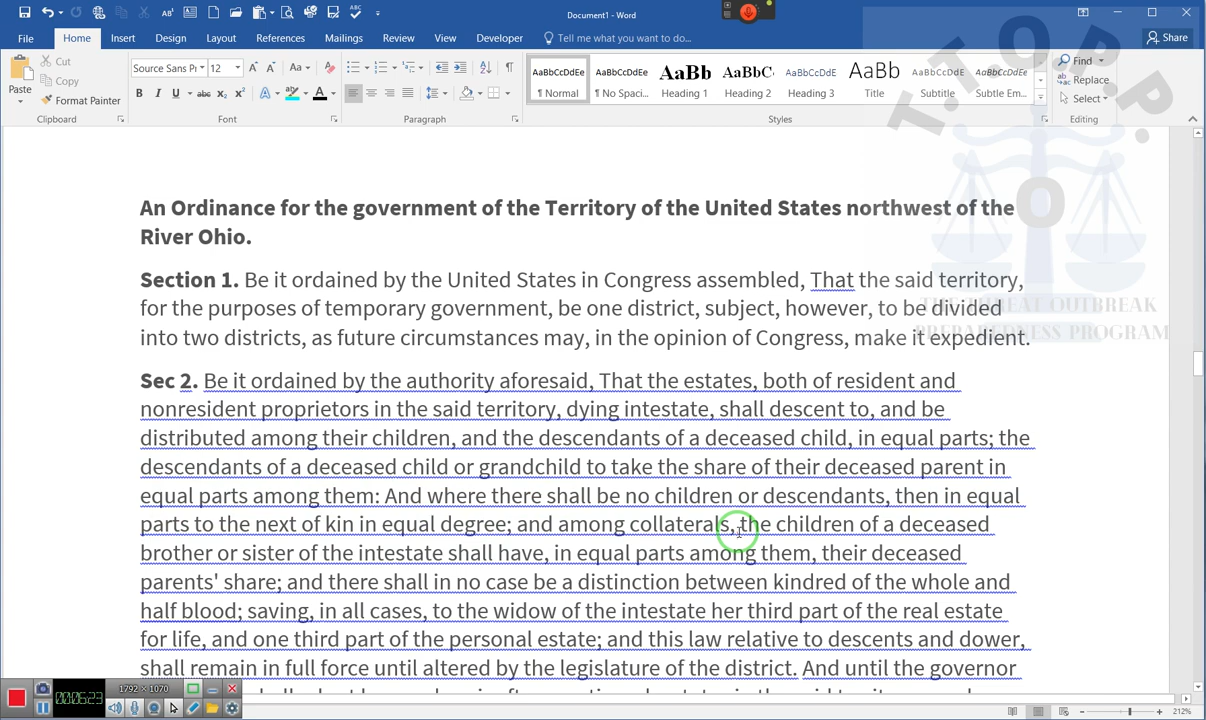 Document1 - Word
File Home Insert Design Layout References Mailings Review View Developer Tell me what you want to do... Share
Paste
Cut
Copy
Format Painter
Clipboard
Source Sans Pi 12
Font
Paragraph
AaBbCcDdEe AaBbCcDdEe AaBb AaBbC AaBbCcDdE AaBb AaBbCcDdE AaBbCcDdEe
¶ Normal ¶ No Spaci... Heading 1 Heading 2 Heading 3 Title Subtitle Subtle Em...
Styles
Find
Replace
Select
Editing
T.T.O.P.P.
O
THE THREAT OUTBREAK
PREPAREDNESS PROGRAM
An Ordinance for the government of the Territory of the United States northwest of the
River Ohio.
Section 1. Be it ordained by the United States in Congress assembled, That the said territory,
for the purposes of temporary government, be one district, subject, however, to be divided
into two districts, as future circumstances may, in the opinion of Congress, make it expedient.
Sec 2. Be it ordained by the authority aforesaid, That the estates, both of resident and
nonresident proprietors in the said territory, dying intestate, shall descent to, and be
distributed among their children, and the descendants of a deceased child, in equal parts; the
descendants of a deceased child or grandchild to take the share of their deceased parent in
equal parts among them: And where there shall be no children or descendants, then in equal
parts to the next of kin in equal degree; and among collaterals, the children of a deceased
brother or sister of the intestate shall have, in equal parts among them, their deceased
parents' share; and there shall in no case be a distinction between kindred of the whole and
half blood; saving, in all cases, to the widow of the intestate her third part of the real estate
for life, and one third part of the personal estate; and this law relative to descents and dower,
shall remain in full force until altered by the legislature of the district. And until the governor
1792 × 1070
00:06:23
212%